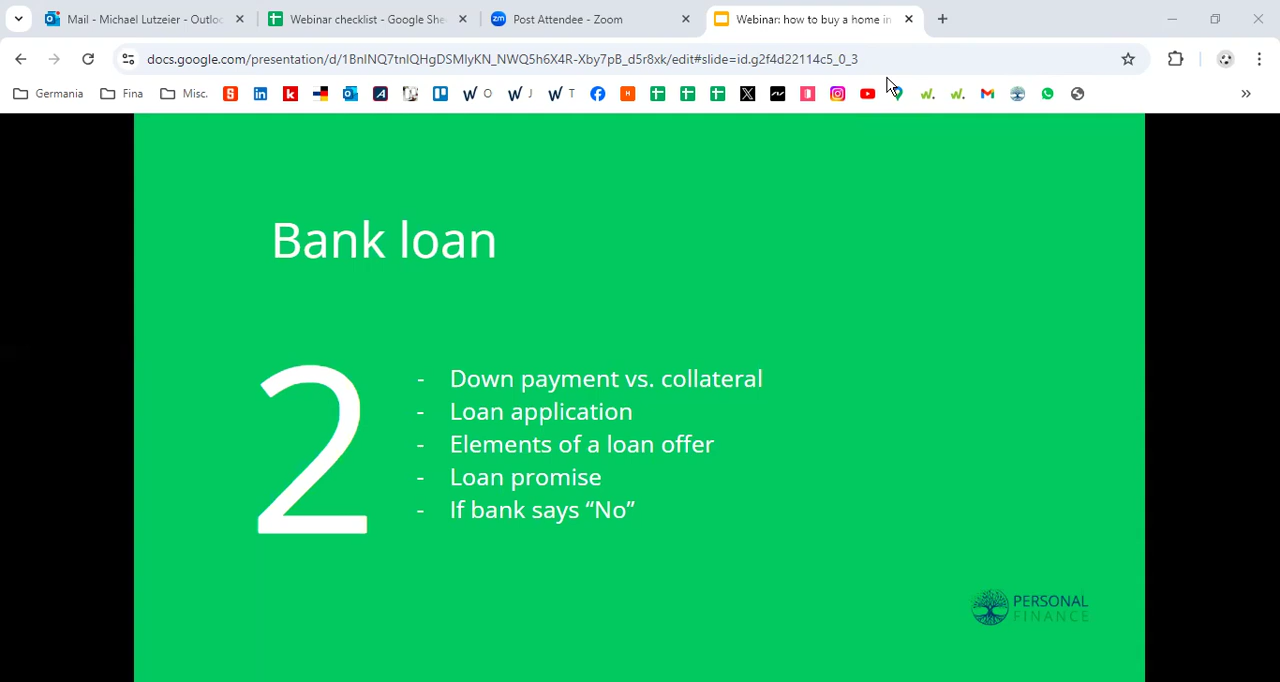 Mail - Michael Lutzeier - Outloo
Webinar checklist - Google She
zm
Post Attendee - Zoom
Webinar: how to buy a home in
docs.google.com/presentation/d/1BnINQ7tnIQHgDSMIyKN_NWQ5h6X4R-Xby7pB_d5r8xk/edit#slide=id.g2f4d22114c5_0_3
Germania
Fina
Misc.
O
J
T
Bank loan
2
- Down payment vs. collateral
- Loan application
- Elements of a loan offer
- Loan promise
- If bank says “No”
PERSONAL
FINANCE